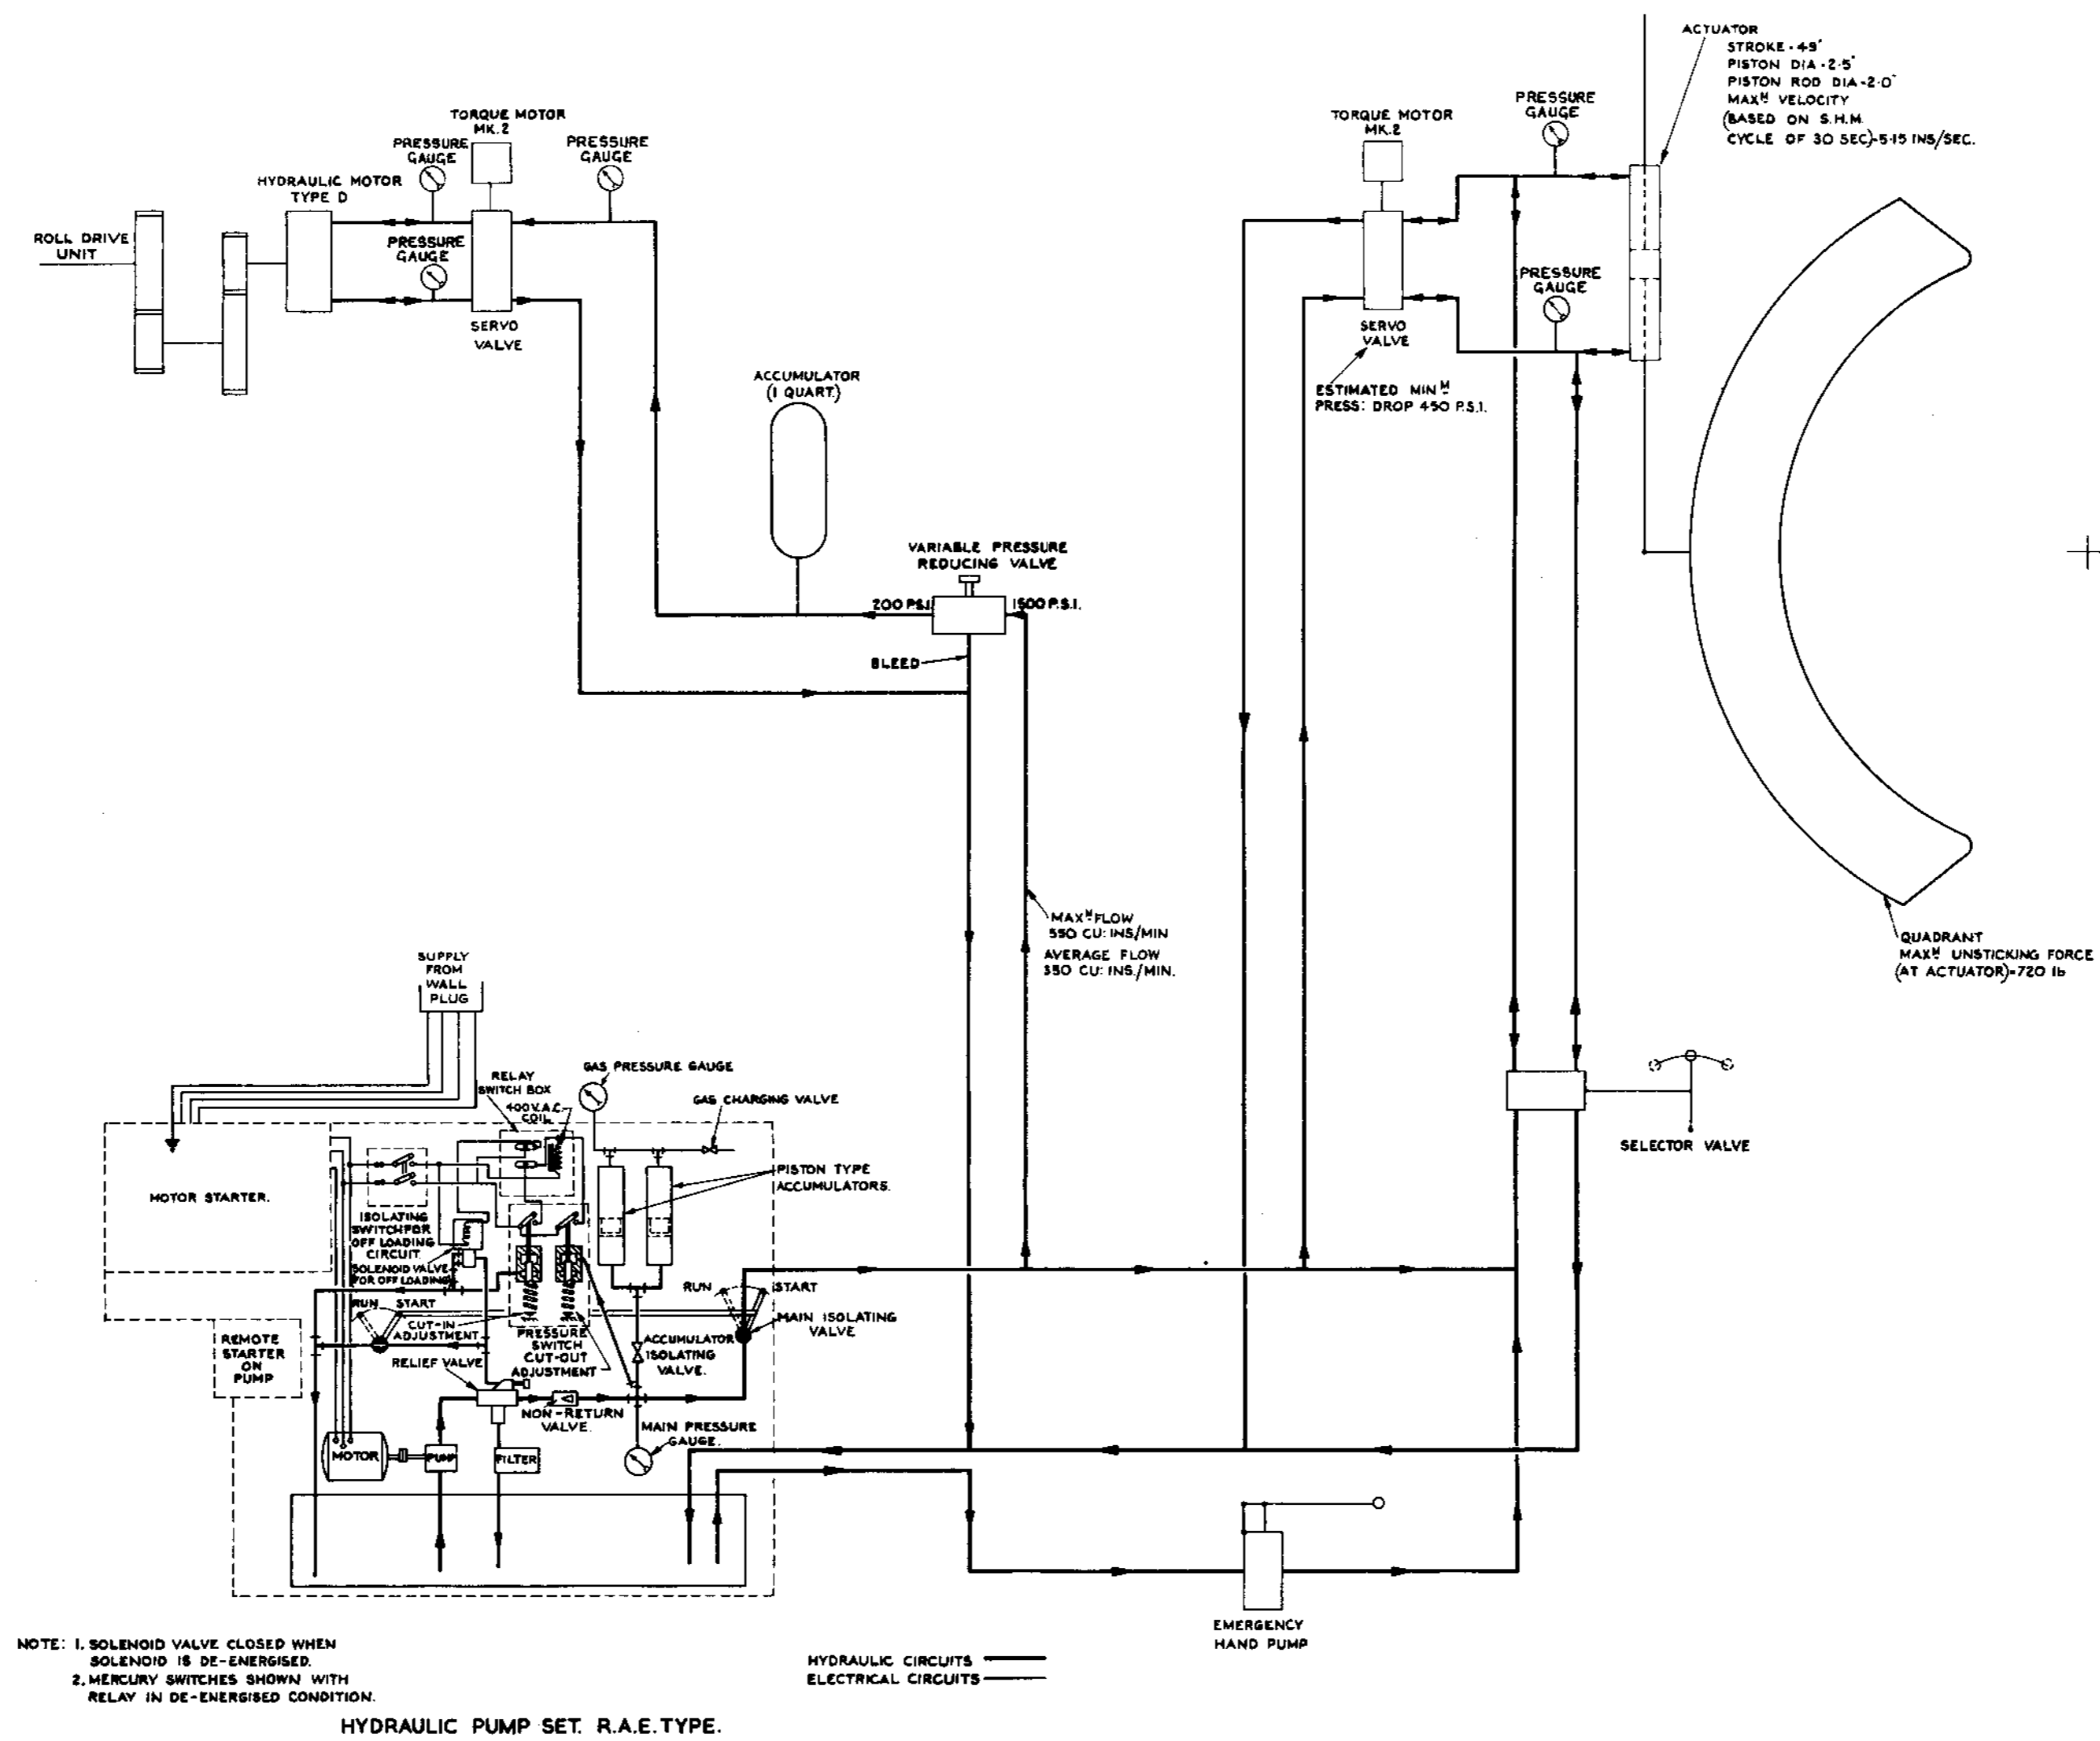 ACTUATOR
STROKE - 49"
PISTON DIA - 2·5"
PISTON ROD DIA - 2·0"
MAXᴹ VELOCITY
(BASED ON S.H.M.
CYCLE OF 30 SEC)-5·15 INS/SEC.
TORQUE MOTOR
MK.2
PRESSURE
GAUGE
PRESSURE
GAUGE
HYDRAULIC MOTOR
TYPE D
ROLL DRIVE
UNIT
PRESSURE
GAUGE
SERVO
VALVE
TORQUE MOTOR
MK.2
PRESSURE
GAUGE
PRESSURE
GAUGE
SERVO
VALVE
ESTIMATED MINᴹ
PRESS: DROP 450 P.S.I.
ACCUMULATOR
(1 QUART.)
VARIABLE PRESSURE
REDUCING VALVE
200 P.S.I.
1500 P.S.I.
BLEED
MAXᴹ FLOW
550 CU: INS/MIN
AVERAGE FLOW
350 CU: INS./MIN.
QUADRANT
MAXᴹ UNSTICKING FORCE
(AT ACTUATOR)=720 lb
SUPPLY
FROM
WALL
PLUG
RELAY
SWITCH BOX
400V. A.C.
COIL
GAS PRESSURE GAUGE
GAS CHARGING VALVE
SELECTOR VALVE
MOTOR STARTER.
PISTON TYPE
ACCUMULATORS.
ISOLATING
SWITCH FOR
OFF LOADING
CIRCUIT.
SOLENOID VALVE
FOR OFF LOADING
RUN START
CUT-IN
ADJUSTMENT
RUN START
MAIN ISOLATING
VALVE
REMOTE
STARTER
ON
PUMP
PRESSURE
SWITCH
CUT-OUT
ADJUSTMENT
ACCUMULATOR
ISOLATING
VALVE.
RELIEF VALVE
NON-RETURN
VALVE.
MAIN PRESSURE
GAUGE.
MOTOR
PUMP
FILTER
EMERGENCY
HAND PUMP
NOTE: 1. SOLENOID VALVE CLOSED WHEN
SOLENOID IS DE-ENERGISED.
2. MERCURY SWITCHES SHOWN WITH
RELAY IN DE-ENERGISED CONDITION.
HYDRAULIC CIRCUITS
ELECTRICAL CIRCUITS
HYDRAULIC PUMP SET. R.A.E. TYPE.